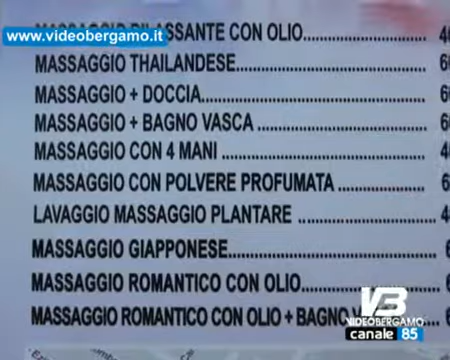 www.videobergamo.it
MASSAGGIO RILASSANTE CON OLIO
MASSAGGIO THAILANDESE
MASSAGGIO + DOCCIA
MASSAGGIO + BAGNO VASCA
MASSAGGIO CON 4 MANI
MASSAGGIO CON POLVERE PROFUMATA
LAVAGGIO MASSAGGIO PLANTARE
MASSAGGIO GIAPPONESE
MASSAGGIO ROMANTICO CON OLIO
MASSAGGIO ROMANTICO CON OLIO + BAGNO
VB
VIDEOBERGAMO
canale 85